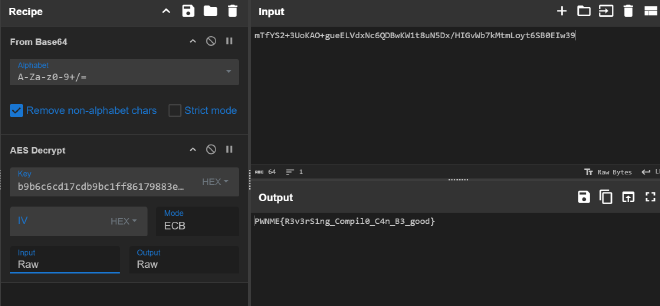 Recipe
Input
From Base64
Alphabet
A-Za-z0-9+/=
Remove non-alphabet chars
Strict mode
AES Decrypt
Key
b9b6c6cd17cdb9bc1ff86179883e…
HEX
IV
HEX
Mode
ECB
Input
Raw
Output
Raw
mTfYS2+3UoKAO+gueELVdxNc6QDBwKW1t8uN5Dx/HIGvWb7kMtmLoyt6SB0EIw39
64
1
Raw Bytes
Output
PWNME{R3v3rS1ng_Compil0_C4n_B3_good}